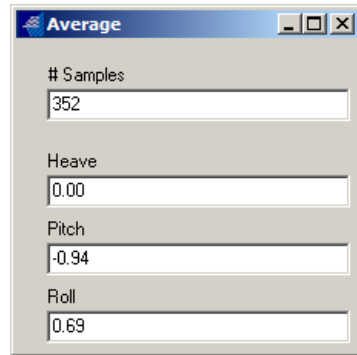 Average
# Samples
352
Heave
0.00
Pitch
-0.94
Roll
0.69